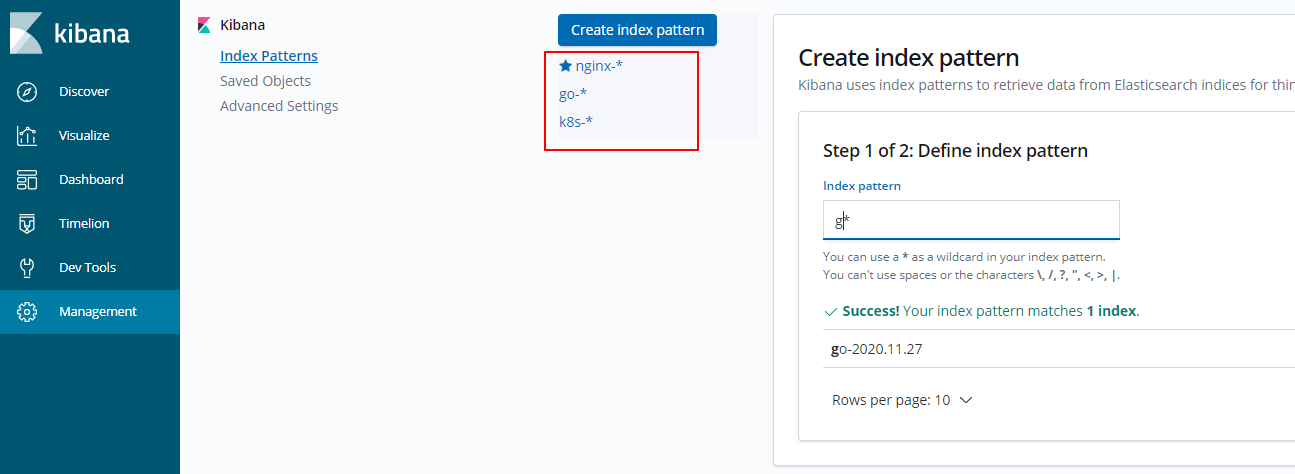 kibana
Discover
Visualize
Dashboard
Timelion
Dev Tools
Management
Kibana
Index Patterns
Saved Objects
Advanced Settings
Create index pattern
nginx-*
go-*
k8s-*
Create index pattern
Kibana uses index patterns to retrieve data from Elasticsearch indices for thin
Step 1 of 2: Define index pattern
Index pattern
g*
You can use a * as a wildcard in your index pattern.
You can't use spaces or the characters \, /, ?, ", <, >, |.
Success! Your index pattern matches 1 index.
go-2020.11.27
Rows per page: 10